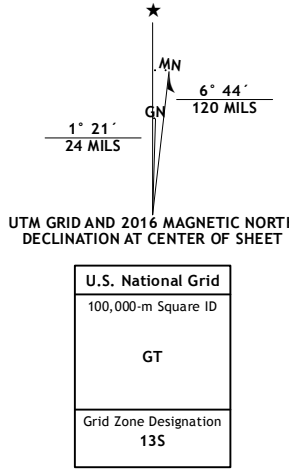 ★
MN
GN
6° 44´
120 MILS
1° 21´
24 MILS
UTM GRID AND 2016 MAGNETIC NORTH
DECLINATION AT CENTER OF SHEET
U.S. National Grid
100,000-m Square ID
GT
Grid Zone Designation
13S